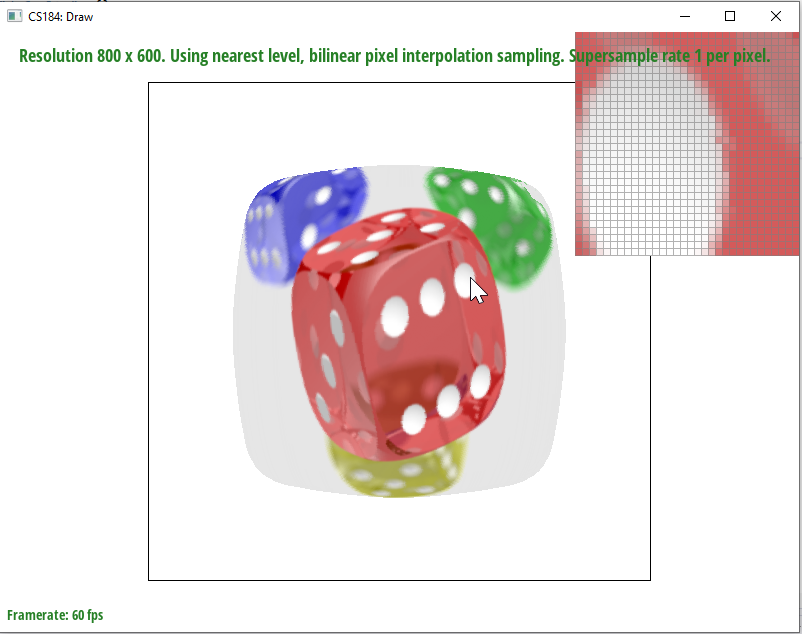 CS184: Draw
Resolution 800 x 600. Using nearest level, bilinear pixel interpolation sampling. Supersample rate 1 per pixel.
Framerate: 60 fps